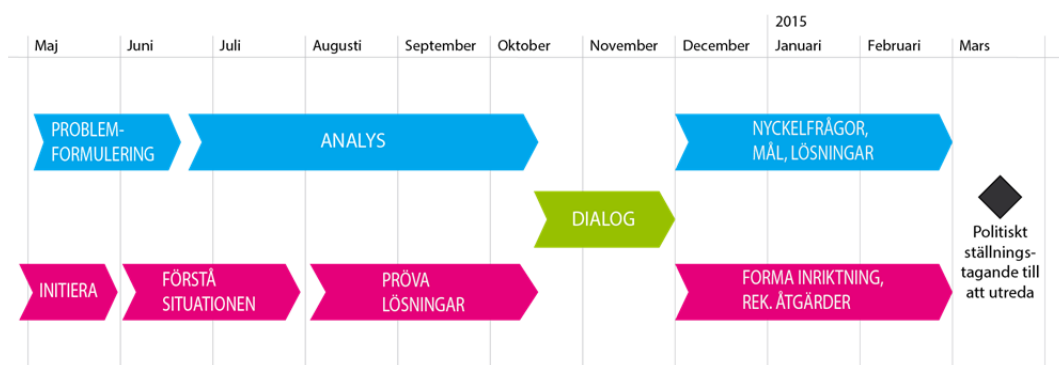 2015
Maj Juni Juli Augusti September Oktober November December Januari Februari Mars
PROBLEM-
FORMULERING
ANALYS
NYCKELFRÅGOR,
MÅL, LÖSNINGAR
DIALOG
Politiskt
ställnings-
tagande till
att utreda
INITIERA
FÖRSTÅ
SITUATIONEN
PRÖVA
LÖSNINGAR
FORMA INRIKTNING,
REK. ÅTGÄRDER